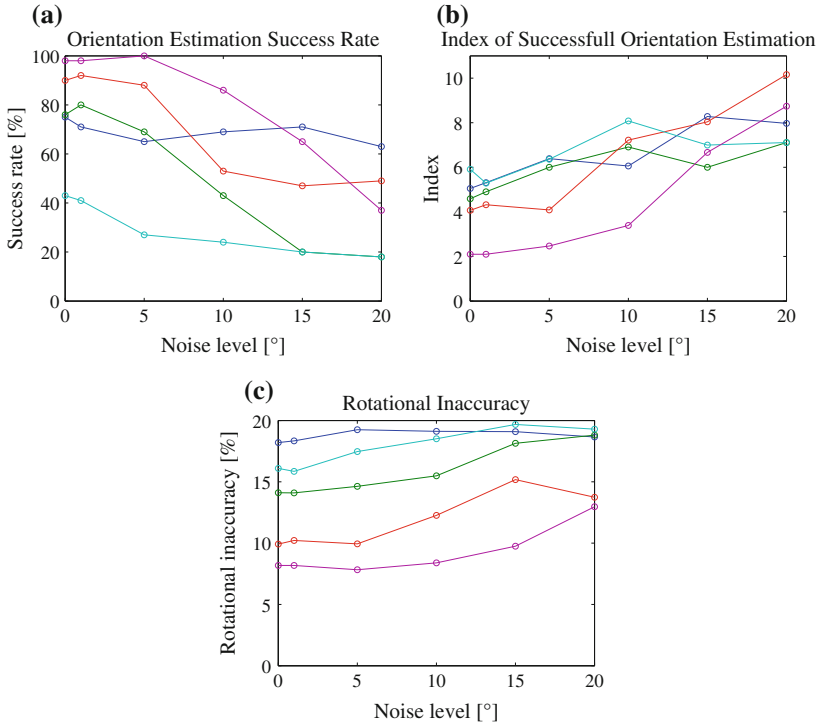 (a)
Orientation Estimation Success Rate
100
80
60
40
20
0
Success rate [%]
0 5 10 15 20
Noise level [°]
(b)
Index of Successfull Orientation Estimation
10
8
6
4
2
0
Index
0 5 10 15 20
Noise level [°]
(c)
Rotational Inaccuracy
20
15
10
5
0
Rotational inaccuracy [%]
0 5 10 15 20
Noise level [°]